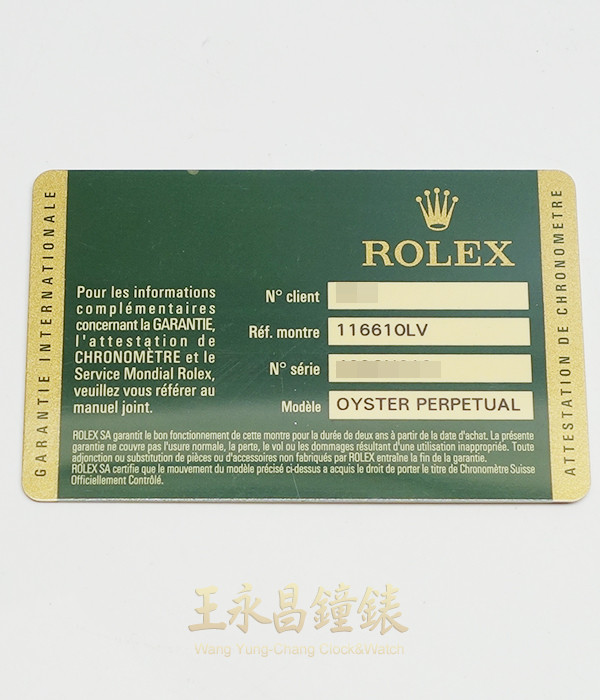 GARANTIE INTERNATIONALE
ROLEX
Pour les informations
complémentaires
concernant la GARANTIE,
l'attestation de
CHRONOMÈTRE et le
Service Mondial Rolex,
veuillez vous référer au
manuel joint.
N° client
Réf. montre 116610LV
N° série
Modèle OYSTER PERPETUAL
ROLEX SA garantit le bon fonctionnement de cette montre pour la durée de deux ans à partir de la date d'achat. La présente
garantie ne couvre pas l'usure normale, la perte, le vol ou les dommages résultant d'une utilisation inappropriée. Toute
adjonction ou substitution de pièces ou d'accessoires non fabriqués par ROLEX entraîne la fin de la garantie.
ROLEX SA certifie que le mouvement du modèle précisé ci-dessus a acquis le droit de porter le titre de Chronomètre Suisse
Officiellement Contrôlé.
ATTESTATION DE CHRONOMETRE
王永昌鐘錶
Wang Yung-Chang Clock&Watch